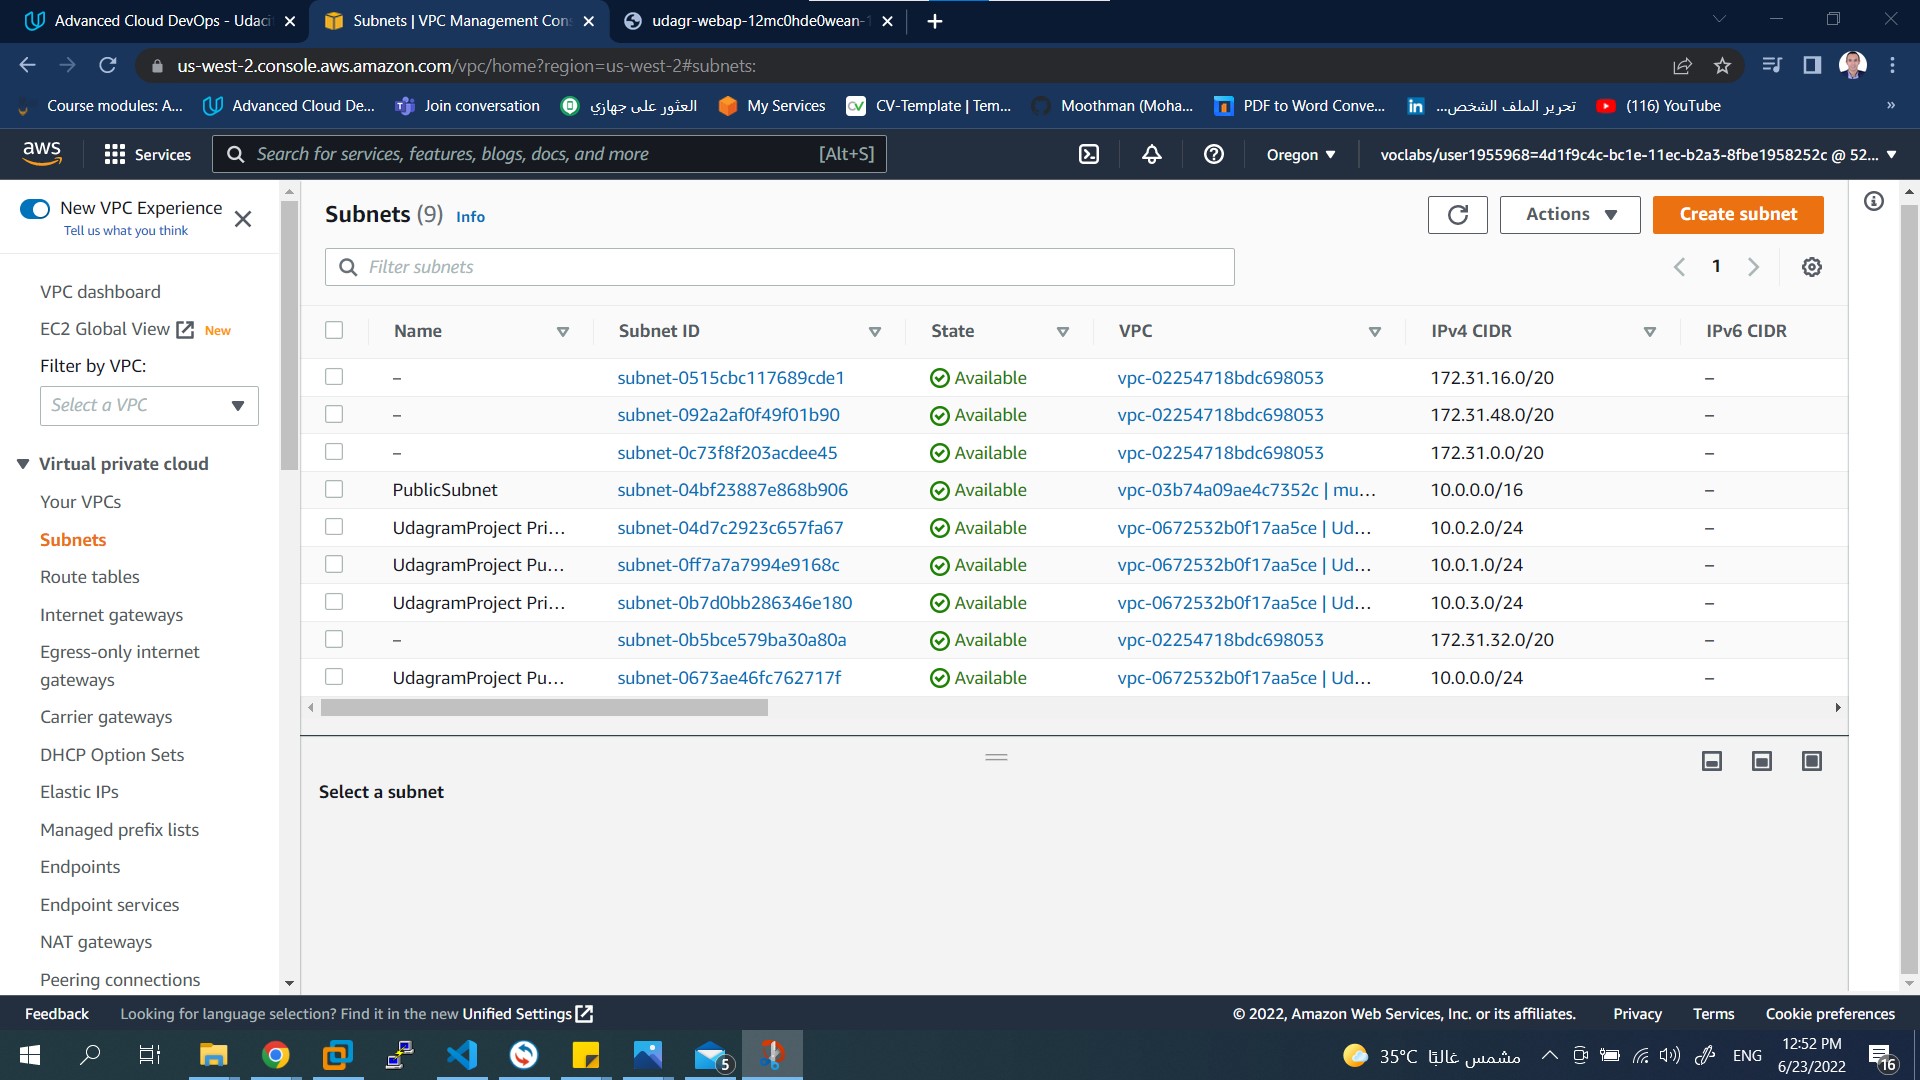 Advanced Cloud DevOps - Udaci
Subnets | VPC Management Cons
udagr-webap-12mc0hde0wean-1
us-west-2.console.aws.amazon.com/vpc/home?region=us-west-2#subnets:
Course modules: A...
Advanced Cloud De...
Join conversation
العثور على جهازي
My Services
CV-Template | Tem...
Moothman (Moha...
PDF to Word Conve...
تحرير الملف الشخص...
(116) YouTube
»
aws
Services
Search for services, features, blogs, docs, and more [Alt+S]
Oregon
voclabs/user1955968=4d1f9c4c-bc1e-11ec-b2a3-8fbe1958252c @ 52...
New VPC Experience
Tell us what you think
VPC dashboard
EC2 Global View New
Filter by VPC:
Select a VPC
Virtual private cloud
Your VPCs
Subnets
Route tables
Internet gateways
Egress-only internet
gateways
Carrier gateways
DHCP Option Sets
Elastic IPs
Managed prefix lists
Endpoints
Endpoint services
NAT gateways
Peering connections
Subnets (9) Info
Actions
Create subnet
Filter subnets
1
Name Subnet ID State VPC IPv4 CIDR IPv6 CIDR
– subnet-0515cbc117689cde1 Available vpc-02254718bdc698053 172.31.16.0/20 –
– subnet-092a2af0f49f01b90 Available vpc-02254718bdc698053 172.31.48.0/20 –
– subnet-0c73f8f203acdee45 Available vpc-02254718bdc698053 172.31.0.0/20 –
PublicSubnet subnet-04bf23887e868b906 Available vpc-03b74a09ae4c7352c | mu... 10.0.0.0/16 –
UdagramProject Pri... subnet-04d7c2923c657fa67 Available vpc-0672532b0f17aa5ce | Ud... 10.0.2.0/24 –
UdagramProject Pu... subnet-0ff7a7a7994e9168c Available vpc-0672532b0f17aa5ce | Ud... 10.0.1.0/24 –
UdagramProject Pri... subnet-0b7d0bb286346e180 Available vpc-0672532b0f17aa5ce | Ud... 10.0.3.0/24 –
– subnet-0b5bce579ba30a80a Available vpc-02254718bdc698053 172.31.32.0/20 –
UdagramProject Pu... subnet-0673ae46fc762717f Available vpc-0672532b0f17aa5ce | Ud... 10.0.0.0/24 –
Select a subnet
Feedback
Looking for language selection? Find it in the new Unified Settings
© 2022, Amazon Web Services, Inc. or its affiliates.
Privacy
Terms
Cookie preferences
5
35°C مشمس غالبًا
ENG
12:52 PM
6/23/2022
16